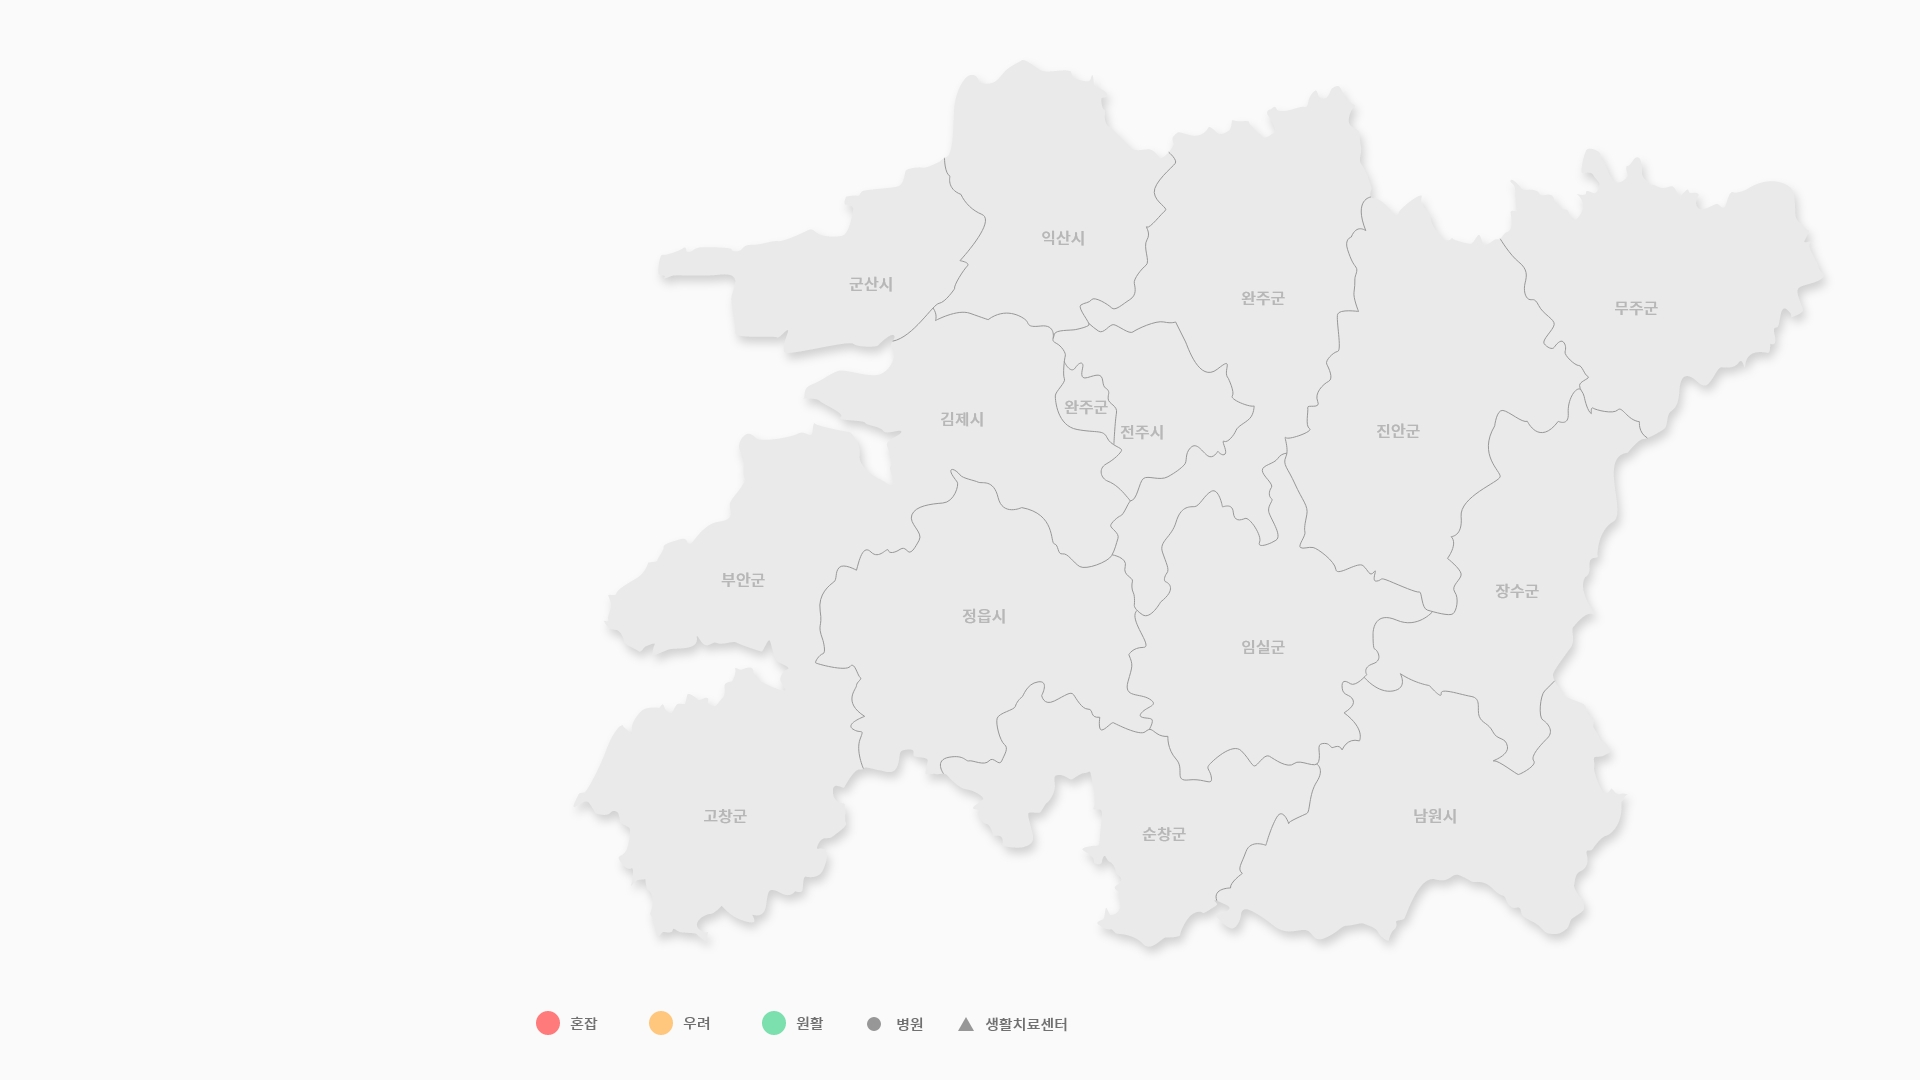 익산시
군산시
완주군
무주군
완주군
김제시
전주시
진안군
부안군
장수군
정읍시
임실군
고창군
남원시
순창군
혼잡 우려 원활 병원 생활치료센터